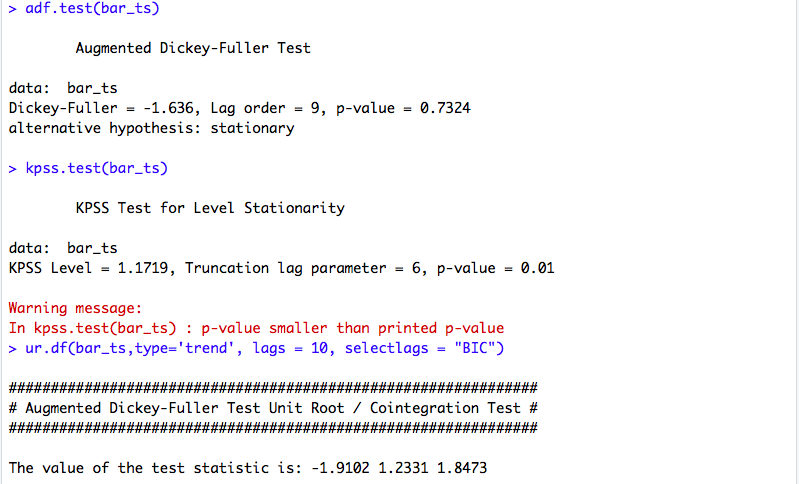 > adf.test(bar_ts)
Augmented Dickey-Fuller Test
data:  bar_ts
Dickey-Fuller = -1.636, Lag order = 9, p-value = 0.7324
alternative hypothesis: stationary
> kpss.test(bar_ts)
KPSS Test for Level Stationarity
data:  bar_ts
KPSS Level = 1.1719, Truncation lag parameter = 6, p-value = 0.01
Warning message:
In kpss.test(bar_ts) : p-value smaller than printed p-value
> ur.df(bar_ts,type='trend', lags = 10, selectlags = "BIC")
###############################################################
# Augmented Dickey-Fuller Test Unit Root / Cointegration Test #
###############################################################
The value of the test statistic is: -1.9102 1.2331 1.8473